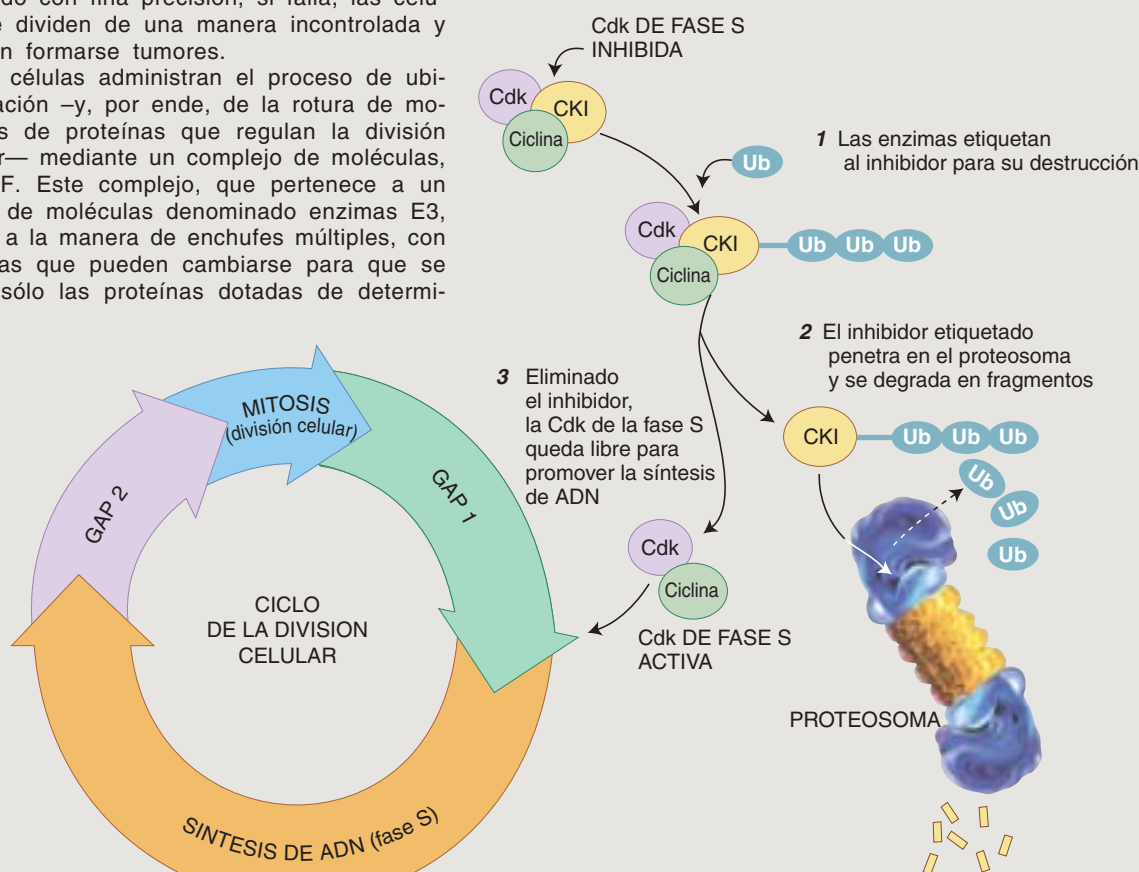 do con fina precisión, si falla, las célu-
e dividen de una manera incontrolada y
n formarse tumores.
células administran el proceso de ubi-
ación –y, por ende, de la rotura de mo-
s de proteínas que regulan la división
r— mediante un complejo de moléculas,
F. Este complejo, que pertenece a un
de moléculas denominado enzimas E3,
a la manera de enchufes múltiples, con
as que pueden cambiarse para que se
sólo las proteínas dotadas de determi-
Cdk DE FASE S
INHIBIDA
Cdk
CKI
Ciclina
1 Las enzimas etiquetan
al inhibidor para su destrucción
Ub
Cdk
CKI
Ciclina
Ub Ub Ub
2 El inhibidor etiquetado
penetra en el proteosoma
y se degrada en fragmentos
3 Eliminado
el inhibidor,
la Cdk de la fase S
queda libre para
promover la síntesis
de ADN
CKI
Ub Ub Ub
Ub
Ub
Ub
Cdk
Ciclina
Cdk DE FASE S
ACTIVA
PROTEOSOMA
MITOSIS
(división celular)
GAP 1
GAP 2
CICLO
DE LA DIVISION
CELULAR
SINTESIS DE ADN (fase S)